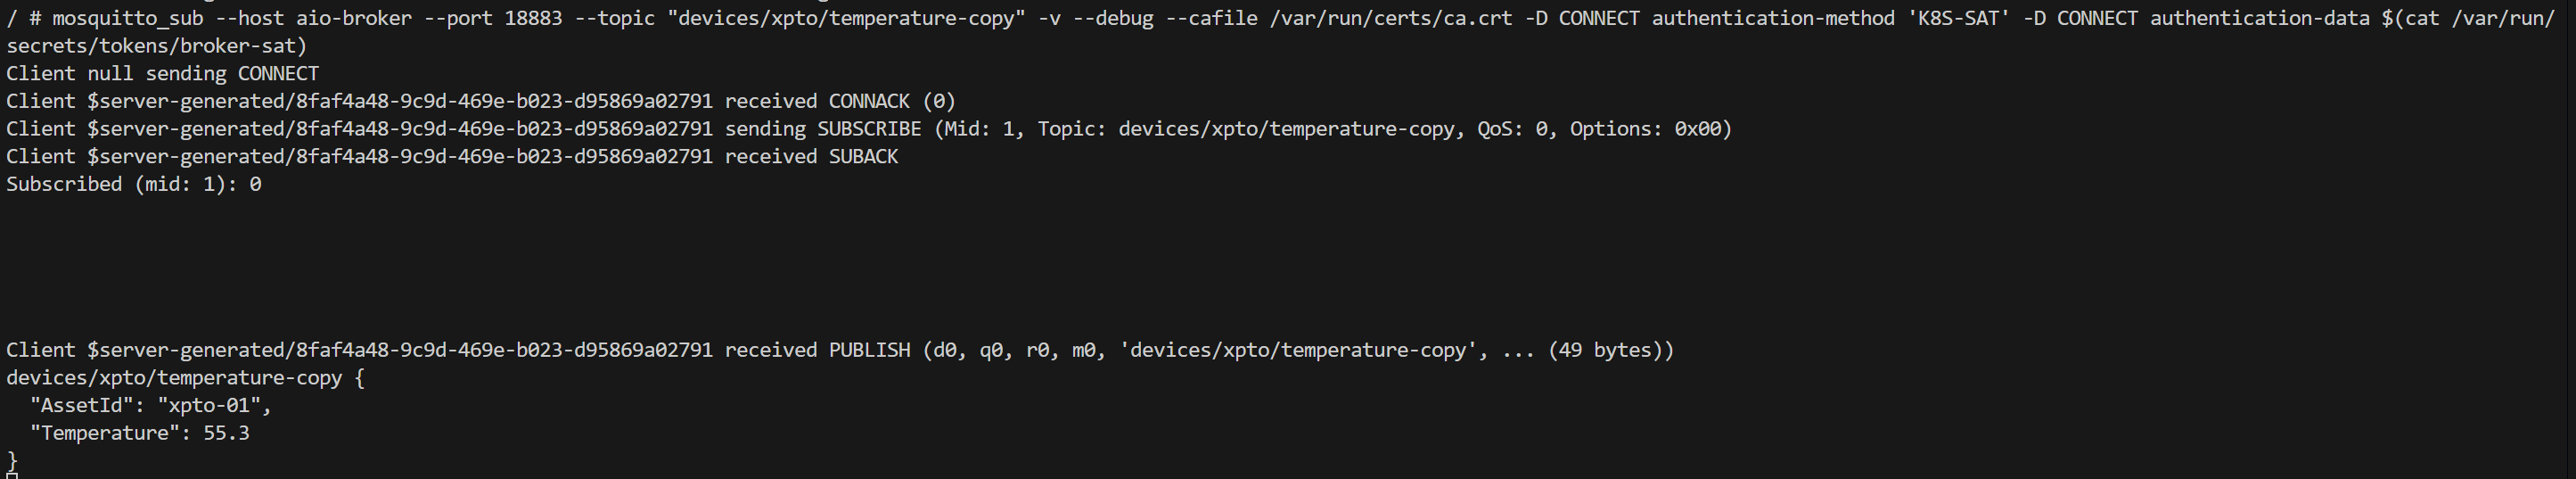 / # mosquitto_sub --host aio-broker --port 18883 --topic "devices/xpto/temperature-copy" -v --debug --cafile /var/run/certs/ca.crt -D CONNECT authentication-method 'K8S-SAT' -D CONNECT authentication-data $(cat /var/run/
secrets/tokens/broker-sat)
Client null sending CONNECT
Client $server-generated/8faf4a48-9c9d-469e-b023-d95869a02791 received CONNACK (0)
Client $server-generated/8faf4a48-9c9d-469e-b023-d95869a02791 sending SUBSCRIBE (Mid: 1, Topic: devices/xpto/temperature-copy, QoS: 0, Options: 0x00)
Client $server-generated/8faf4a48-9c9d-469e-b023-d95869a02791 received SUBACK
Subscribed (mid: 1): 0
Client $server-generated/8faf4a48-9c9d-469e-b023-d95869a02791 received PUBLISH (d0, q0, r0, m0, 'devices/xpto/temperature-copy', ... (49 bytes))
devices/xpto/temperature-copy {
  "AssetId": "xpto-01",
  "Temperature": 55.3
}